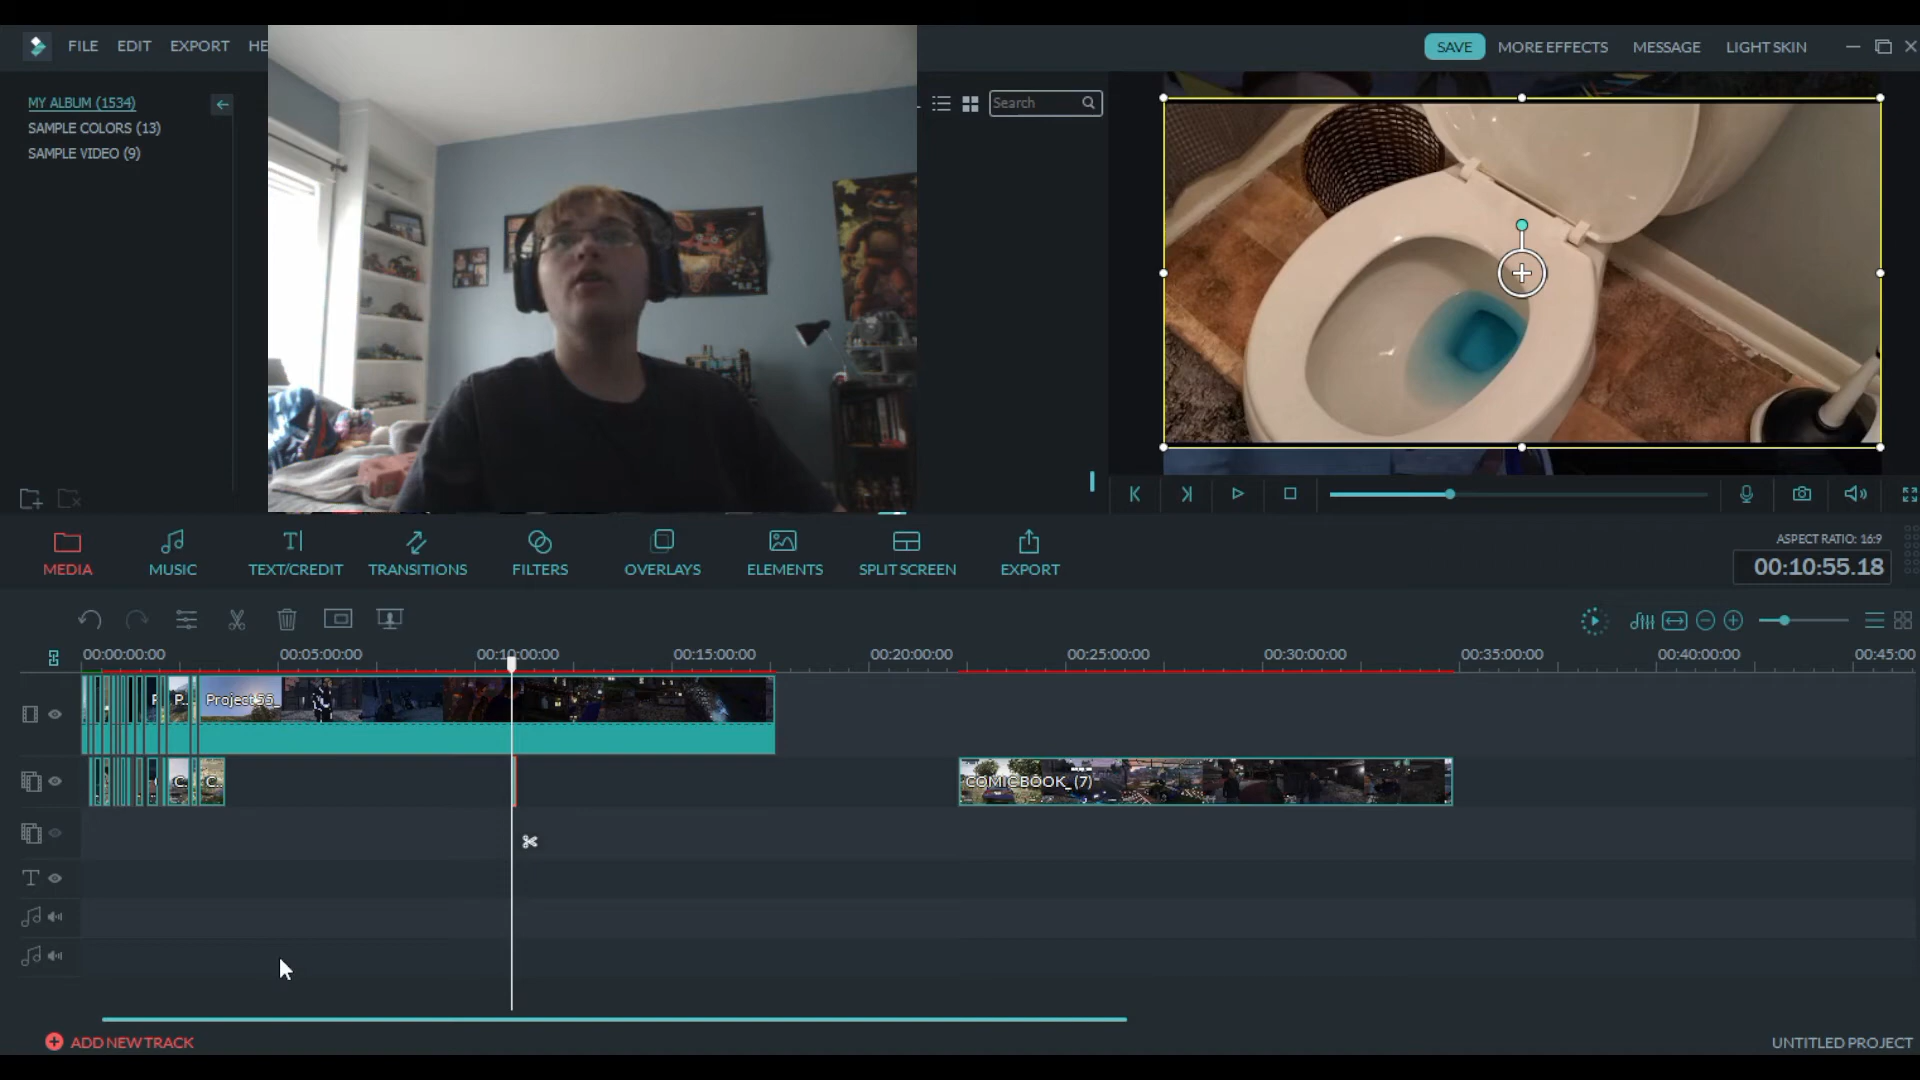 FILE EDIT EXPORT HE
SAVE MORE EFFECTS MESSAGE LIGHT SKIN
MY ALBUM (1534)
SAMPLE COLORS (13)
SAMPLE VIDEO (9)
Search
MEDIA MUSIC TEXT/CREDIT TRANSITIONS FILTERS OVERLAYS ELEMENTS SPLIT SCREEN EXPORT
ASPECT RATIO: 16:9
00:10:55.18
00:00:00:00 00:05:00:00 00:10:00:00 00:15:00:00 00:20:00:00 00:25:00:00 00:30:00:00 00:35:00:00 00:40:00:00 00:45:00
P... Project 55_
C... C... COMICBOOK_(7)
ADD NEW TRACK
UNTITLED PROJECT